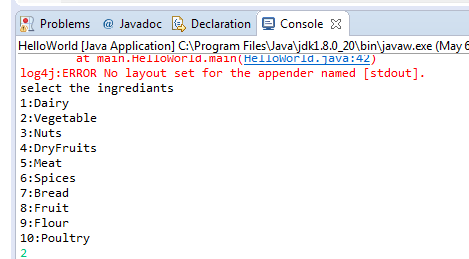 Problems @ Javadoc Declaration Console
HelloWorld [Java Application] C:\Program Files\Java\jdk1.8.0_20\bin\javaw.exe (May 6
at main.HelloWorld.main(HelloWorld.java:42)
log4j:ERROR No layout set for the appender named [stdout].
select the ingrediants
1:Dairy
2:Vegetable
3:Nuts
4:DryFruits
5:Meat
6:Spices
7:Bread
8:Fruit
9:Flour
10:Poultry
2